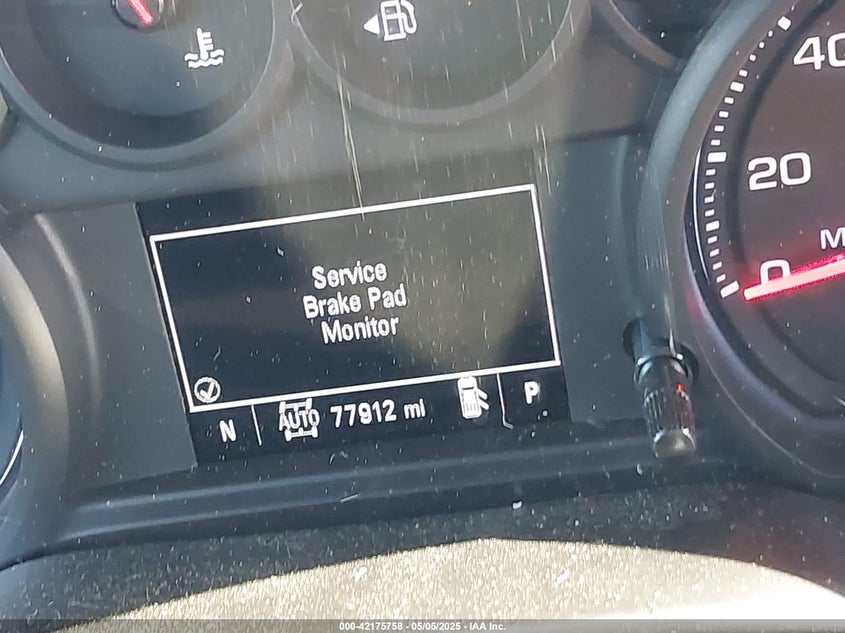 40
20
0
M
Service
Brake Pad
Monitor
N
AUTO
77912 mi
P
000-42175758 - 05/05/2025 - IAA Inc.